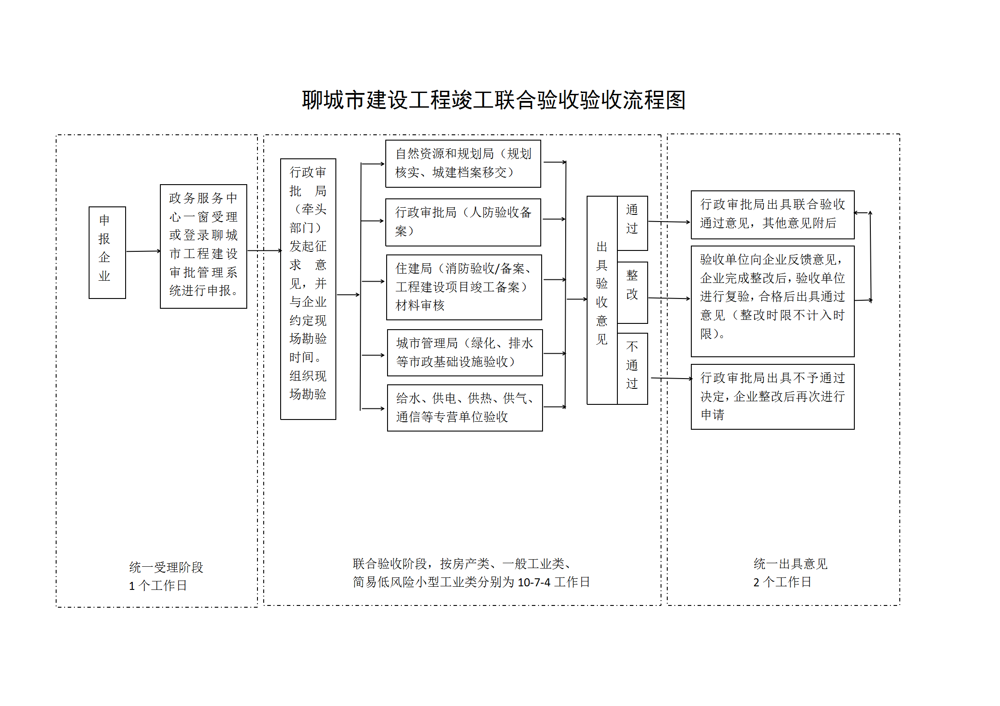 聊城市建设工程竣工联合验收验收流程图
申
报
企
业
政务服务中
心一窗受理
或登录聊城
市工程建设
审批管理系
统进行申报。
行政审
批局
（牵头
部门）
发起征
求意
见，并
与企业
约定现
场勘验
时间。
组织现
场勘验
自然资源和规划局（规划
核实、城建档案移交）
行政审批局（人防验收备
案）
住建局（消防验收/备案、
工程建设项目竣工备案）
材料审核
城市管理局（绿化、排水
等市政基础设施验收）
给水、供电、供热、供气、
通信等专营单位验收
出
具
验
收
意
见
通
过
整
改
不
通
过
行政审批局出具联合验收
通过意见，其他意见附后
验收单位向企业反馈意见，
企业完成整改后，验收单位
进行复验，合格后出具通过
意见（整改时限不计入时
限）。
行政审批局出具不予通过
决定，企业整改后再次进行
申请
统一受理阶段
1 个工作日
联合验收阶段，按房产类、一般工业类、
简易低风险小型工业类分别为 10-7-4 工作日
统一出具意见
2 个工作日